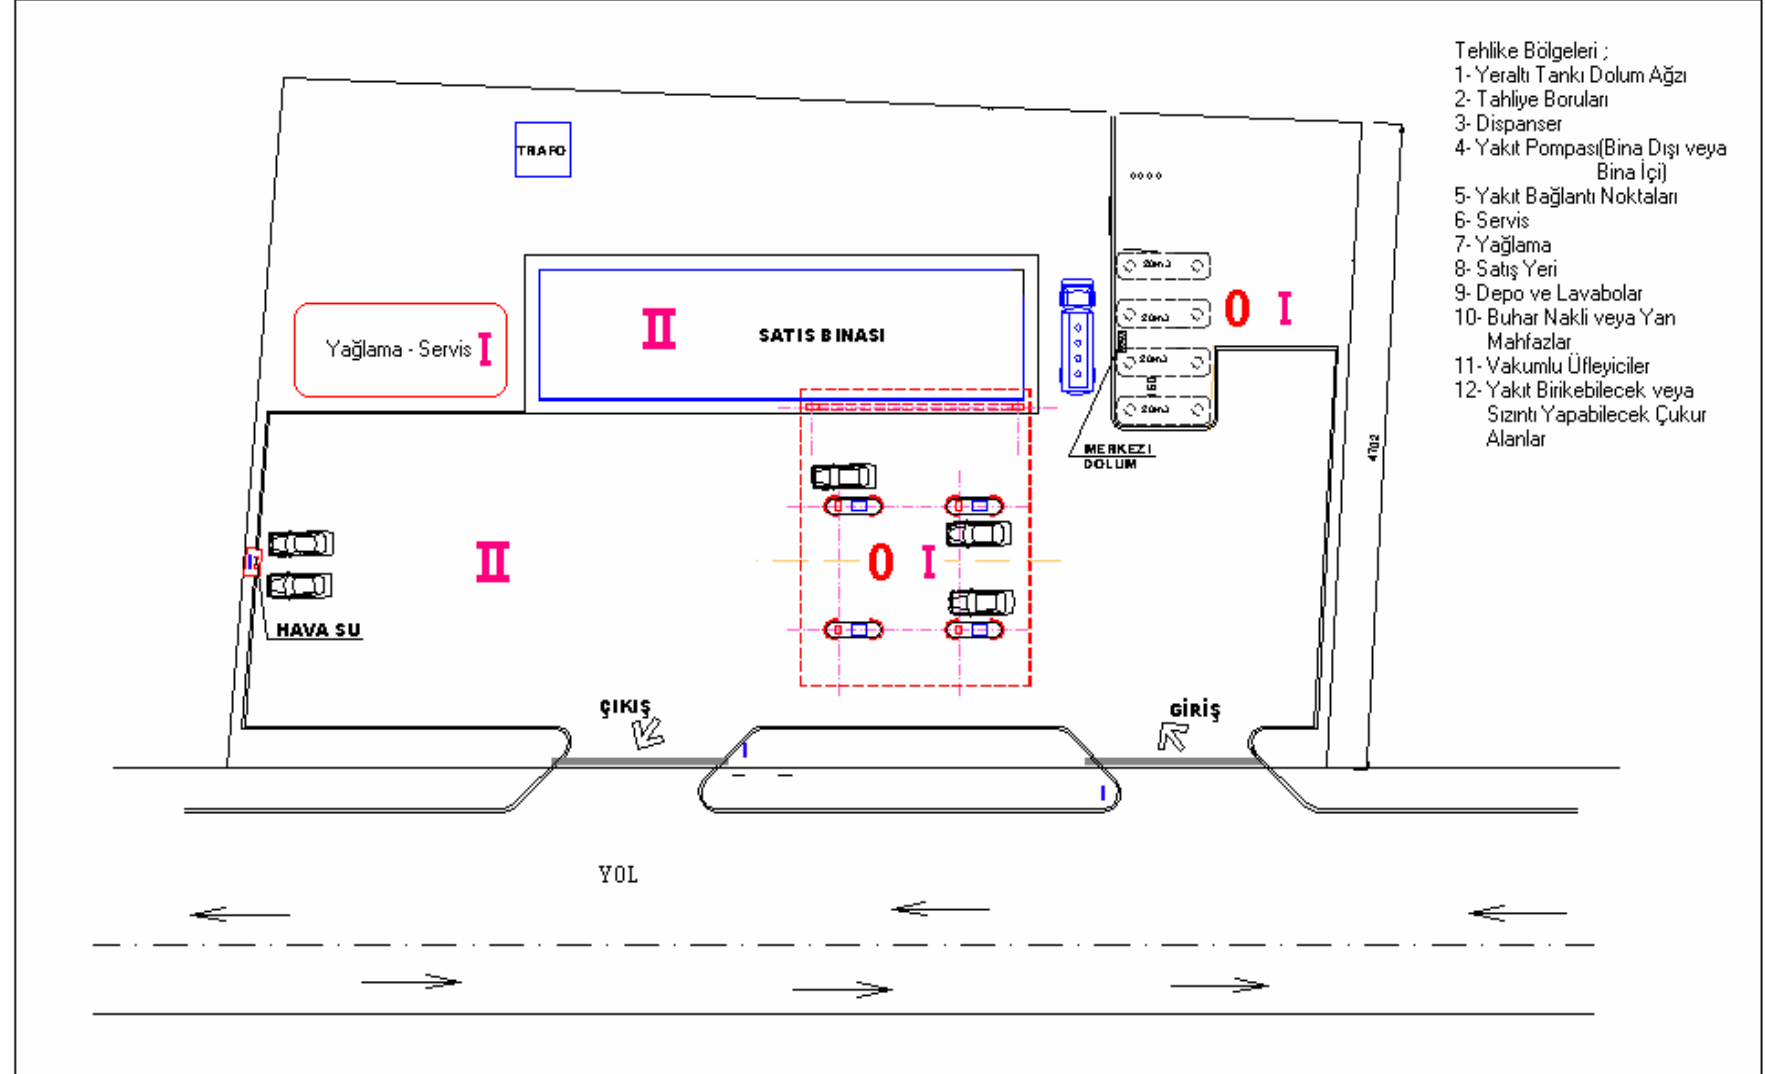 Tehlike Bölgeleri ;
1- Yeraltı Tankı Dolum Ağzı
2- Tahliye Boruları
3- Dispanser
4- Yakıt Pompası(Bina Dışı veya
Bina İçi)
5- Yakıt Bağlantı Noktaları
6- Servis
7- Yağlama
8- Satış Yeri
9- Depo ve Lavabolar
10- Buhar Nakli veya Yan
Mahfazlar
11- Vakumlu Üfleyiciler
12- Yakıt Birikebilecek veya
Sızıntı Yapabilecek Çukur
Alanlar
TRAFO
II
SATIS BINASI
Yağlama - Servis I
0 I
MERKEZI
DOLUM
4702
II
0 I
HAVA SU
ÇIKIŞ
GİRİŞ
YOL